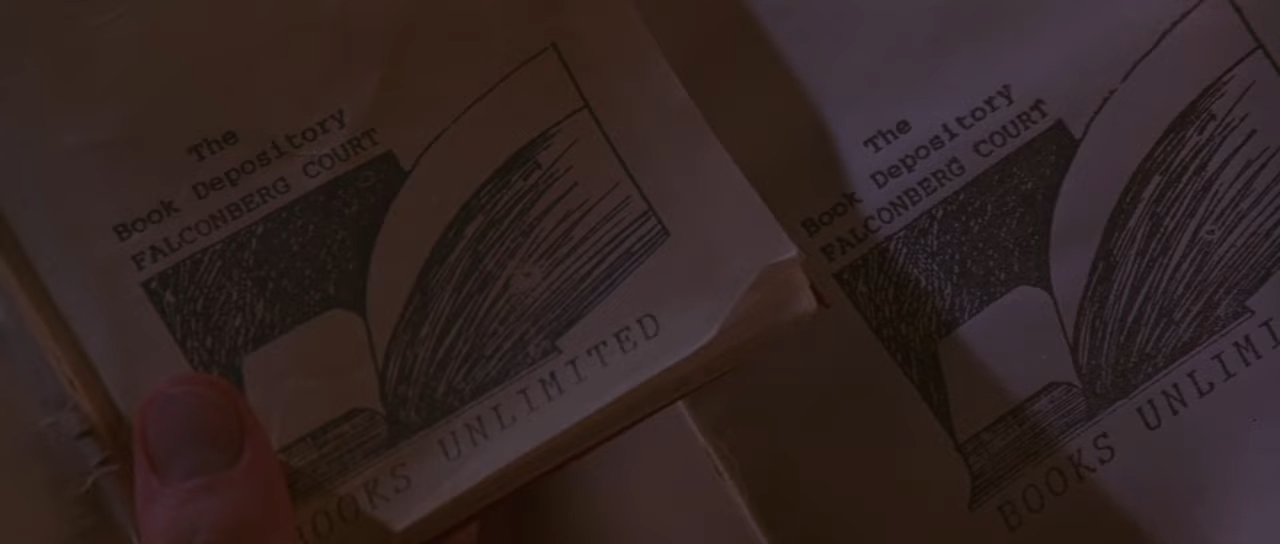 The
Book Depository
FALCONBERG COURT
BOOKS UNLIMITED
The
Book Depository
FALCONBERG COURT
BOOKS UNLIMI